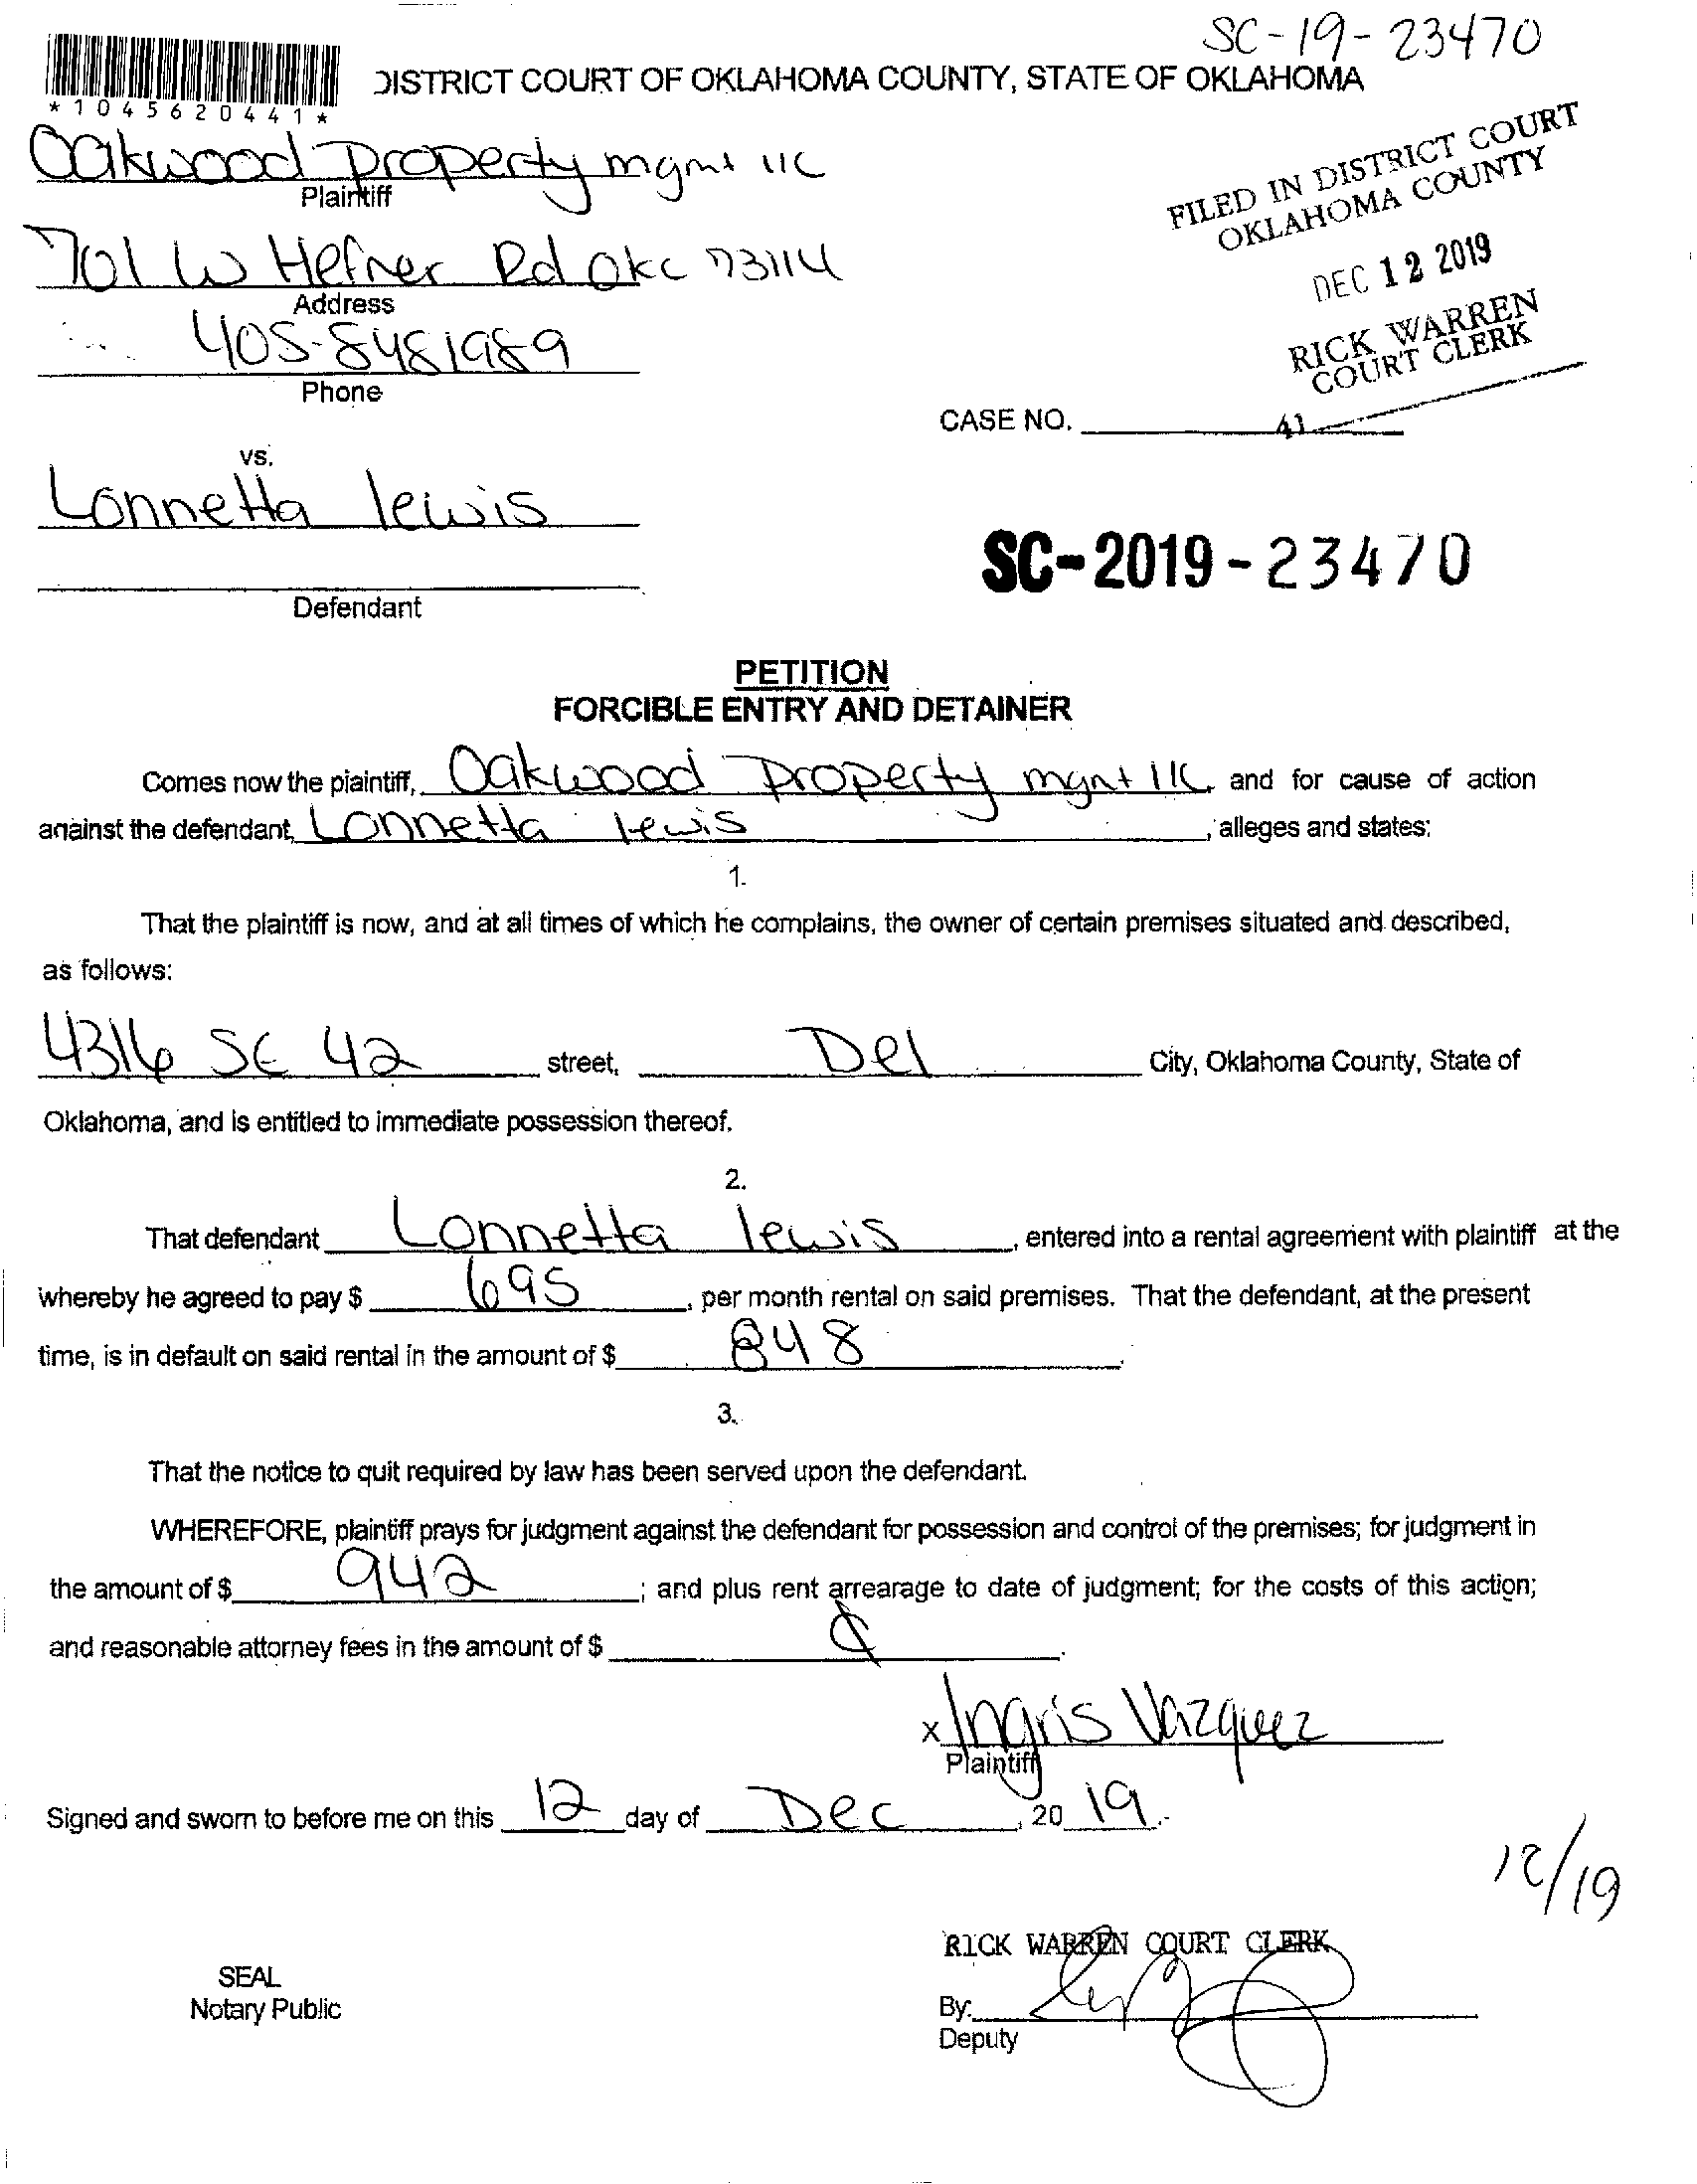 SC-19-23470
DISTRICT COURT OF OKLAHOMA COUNTY, STATE OF OKLAHOMA
*1045620441*
Oakwood Property mgmt llc
Plaintiff
FILED IN DISTRICT COURT
OKLAHOMA COUNTY
701 W Hefner Rd OKC 73114
Address
DEC 12 2019
405-8481989
Phone
RICK WARREN
COURT CLERK
CASE NO.
41
vs.
Lonnetta lewis
SC-2019-23470
Defendant
PETITION
FORCIBLE ENTRY AND DETAINER
Comes now the plaintiff, Oakwood Property mgnt llc, and for cause of action
against the defendant, Lonnetta lewis, alleges and states:
1.
That the plaintiff is now, and at all times of which he complains, the owner of certain premises situated and described,
as follows:
4316 SE 42 street, Del City, Oklahoma County, State of
Oklahoma, and is entitled to immediate possession thereof.
2.
That defendant Lonnetta lewis, entered into a rental agreement with plaintiff at the
whereby he agreed to pay $ 695, per month rental on said premises. That the defendant, at the present
time, is in default on said rental in the amount of $ 848.
3.
That the notice to quit required by law has been served upon the defendant.
WHEREFORE, plaintiff prays for judgment against the defendant for possession and control of the premises; for judgment in
the amount of $ 942; and plus rent arrearage to date of judgment; for the costs of this action;
and reasonable attorney fees in the amount of $ .
x Ingris Vazquez
Plaintiff
Signed and sworn to before me on this 12 day of Dec, 20 19.
12/19
RICK WARREN COURT CLERK
SEAL
Notary Public
By:
Deputy